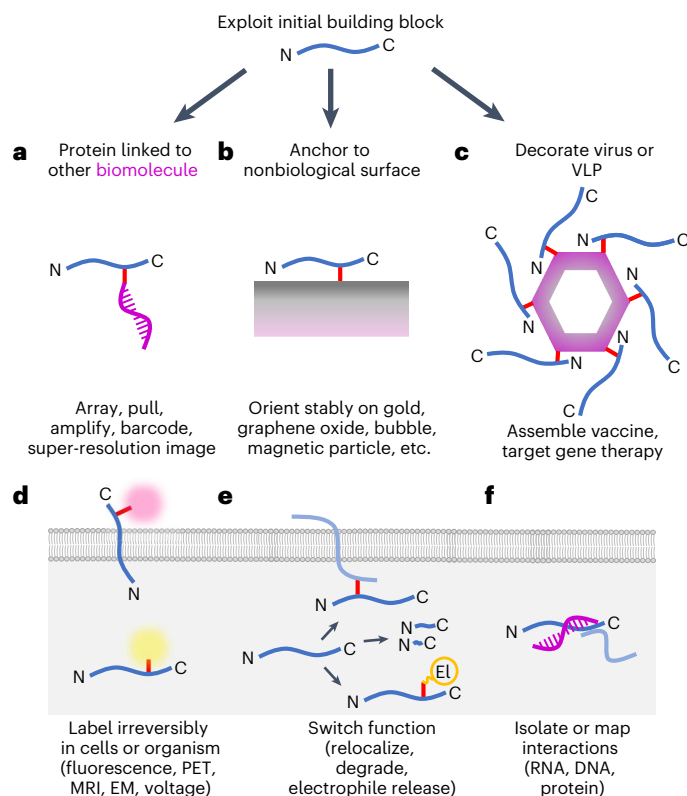 Exploit initial building block
N C
a Protein linked to
other biomolecule
N C
Array, pull,
amplify, barcode,
super-resolution image
b Anchor to
nonbiological surface
N C
Orient stably on gold,
graphene oxide, bubble,
magnetic particle, etc.
c Decorate virus or
VLP
C
C N C
N N
N N
C N C
C
Assemble vaccine,
target gene therapy
d
C
N
N C
Label irreversibly
in cells or organism
(fluorescence, PET,
MRI, EM, voltage)
e
N C
N C
N C
N C
El
N C
Switch function
(relocalize,
degrade,
electrophile release)
f
N C
Isolate or map
interactions
(RNA, DNA,
protein)